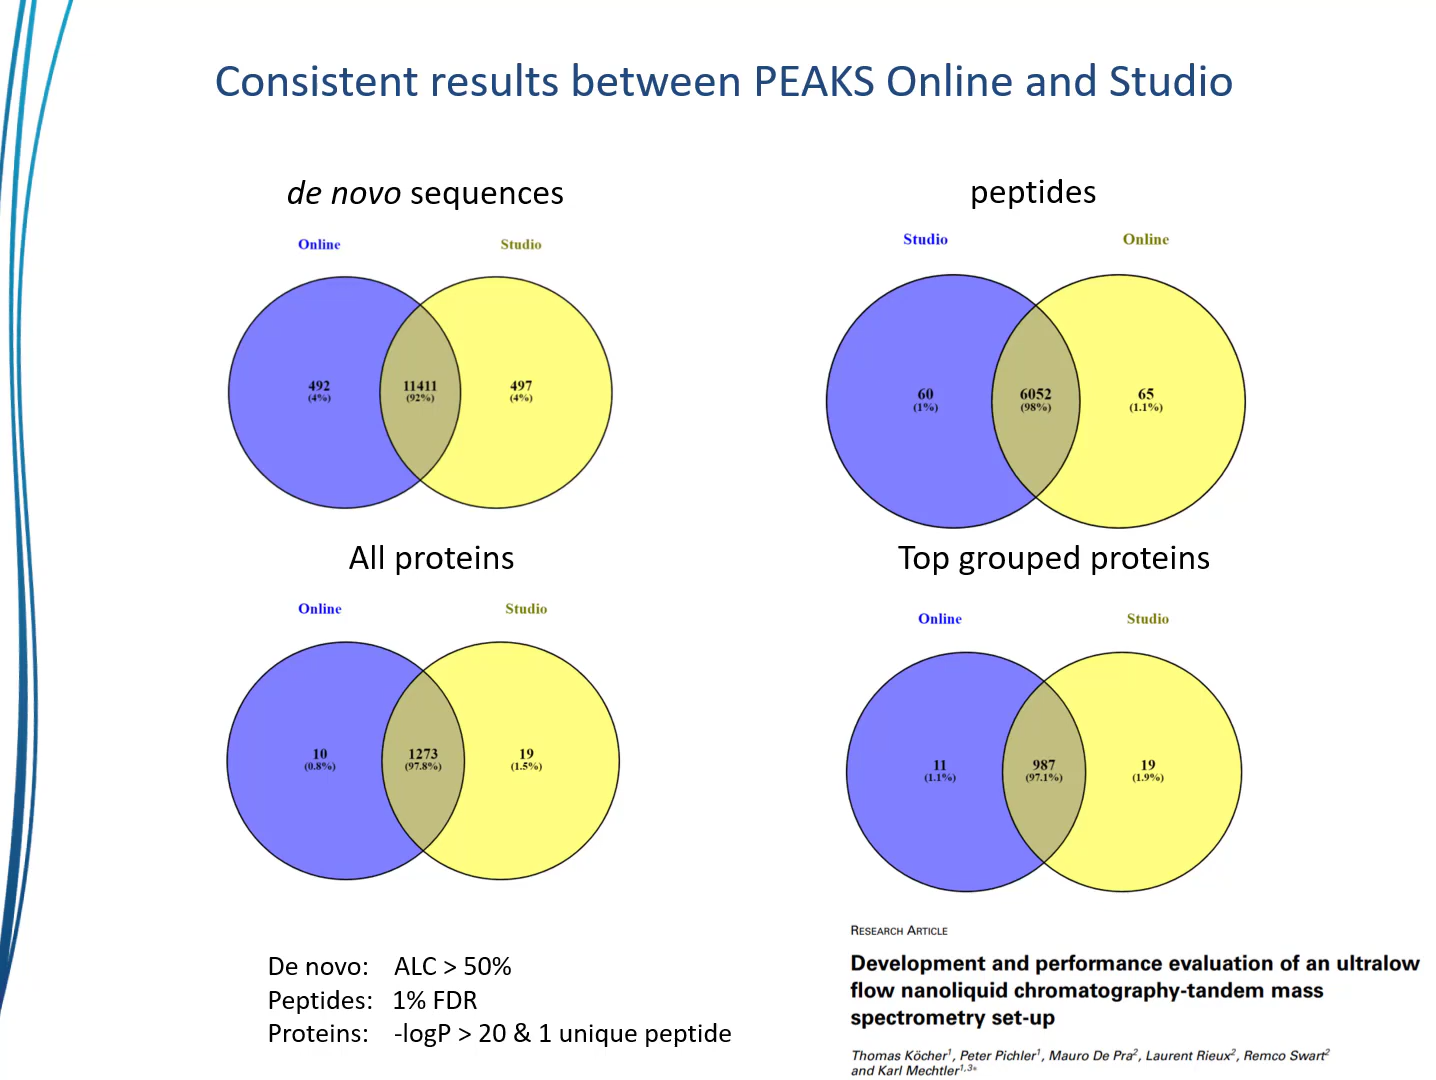 Consistent results between PEAKS Online and Studio
de novo sequences
Online
Studio
492
(4%)
11411
(92%)
497
(4%)
peptides
Studio
Online
60
(1%)
6052
(98%)
65
(1.1%)
All proteins
Online
Studio
10
(0.8%)
1273
(97.8%)
19
(1.5%)
Top grouped proteins
Online
Studio
11
(1.1%)
987
(97.1%)
19
(1.9%)
De novo: ALC > 50%
Peptides: 1% FDR
Proteins: -logP > 20 & 1 unique peptide
RESEARCH ARTICLE
Development and performance evaluation of an ultralow
flow nanoliquid chromatography-tandem mass
spectrometry set-up
Thomas Köcher1, Peter Pichler1, Mauro De Pra2, Laurent Rieux2, Remco Swart2
and Karl Mechtler1,3*